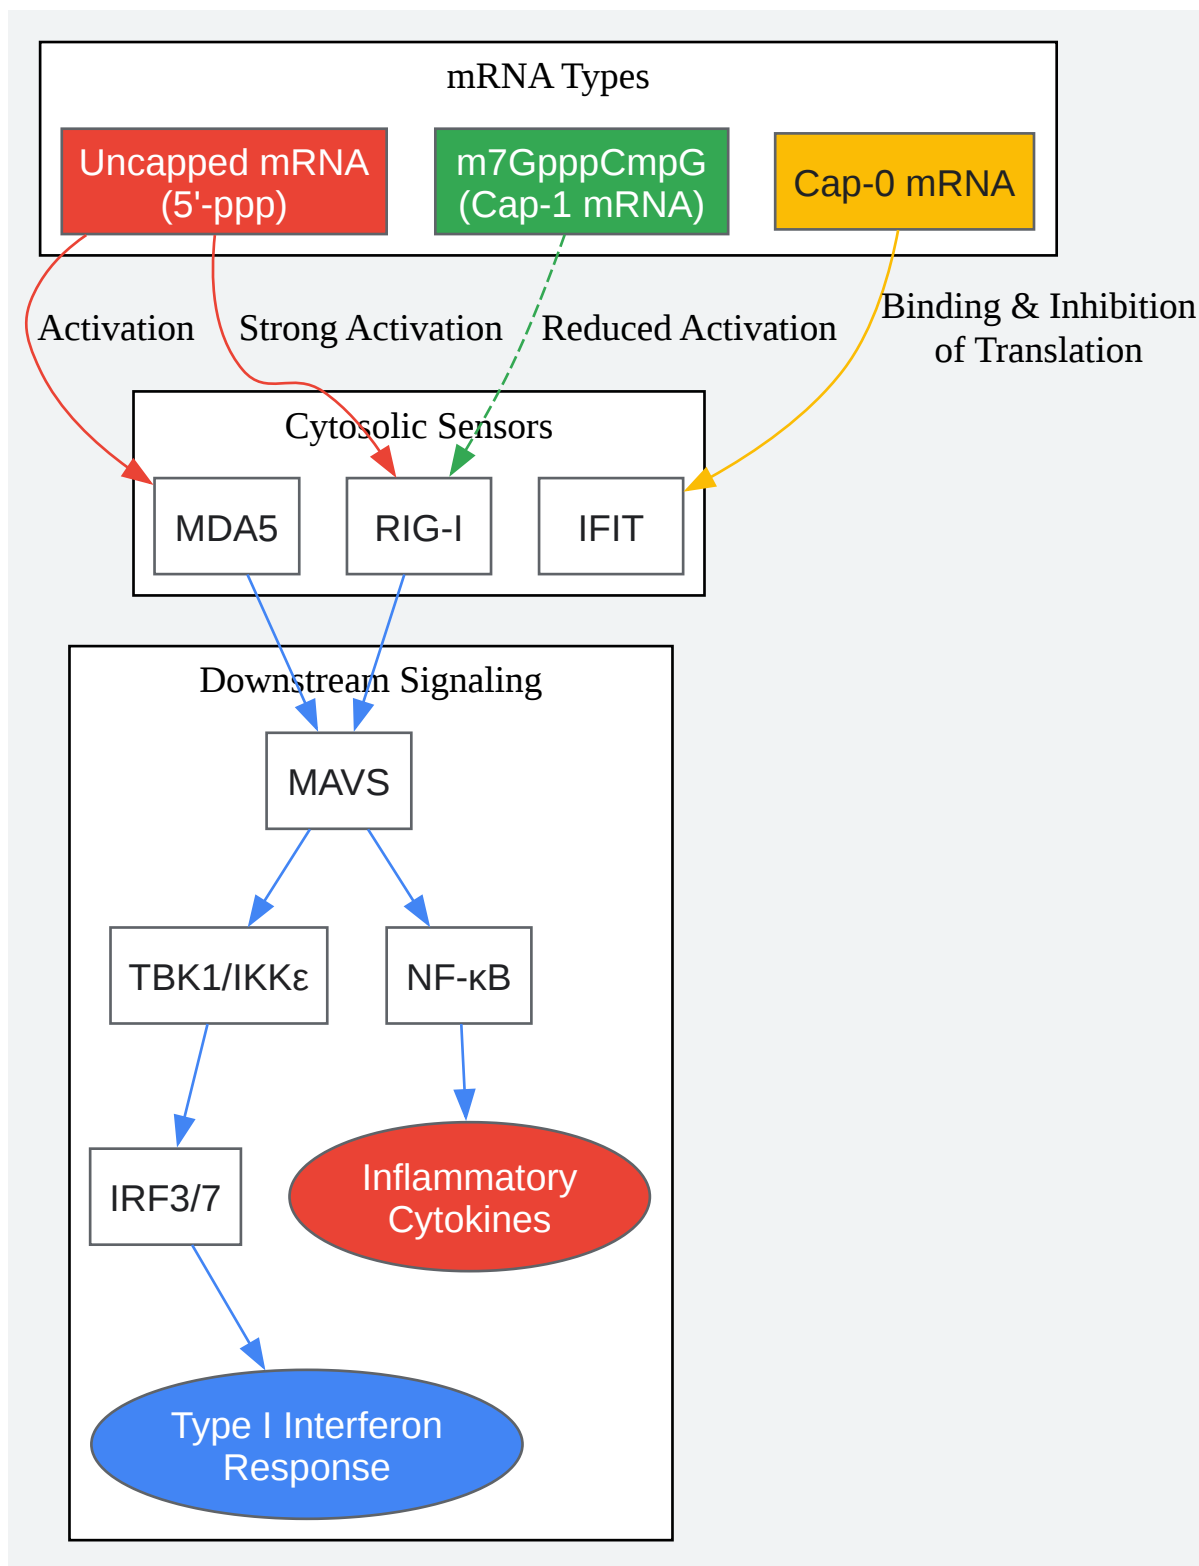 mRNA Types
Uncapped mRNA
(5'-ppp)
m7GpppCmpG
(Cap-1 mRNA)
Cap-0 mRNA
Activation
Strong Activation
Reduced Activation
Binding & Inhibition
of Translation
Cytosolic Sensors
MDA5
RIG-I
IFIT
Downstream Signaling
MAVS
TBK1/IKKε
NF-κB
IRF3/7
Inflammatory
Cytokines
Type I Interferon
Response